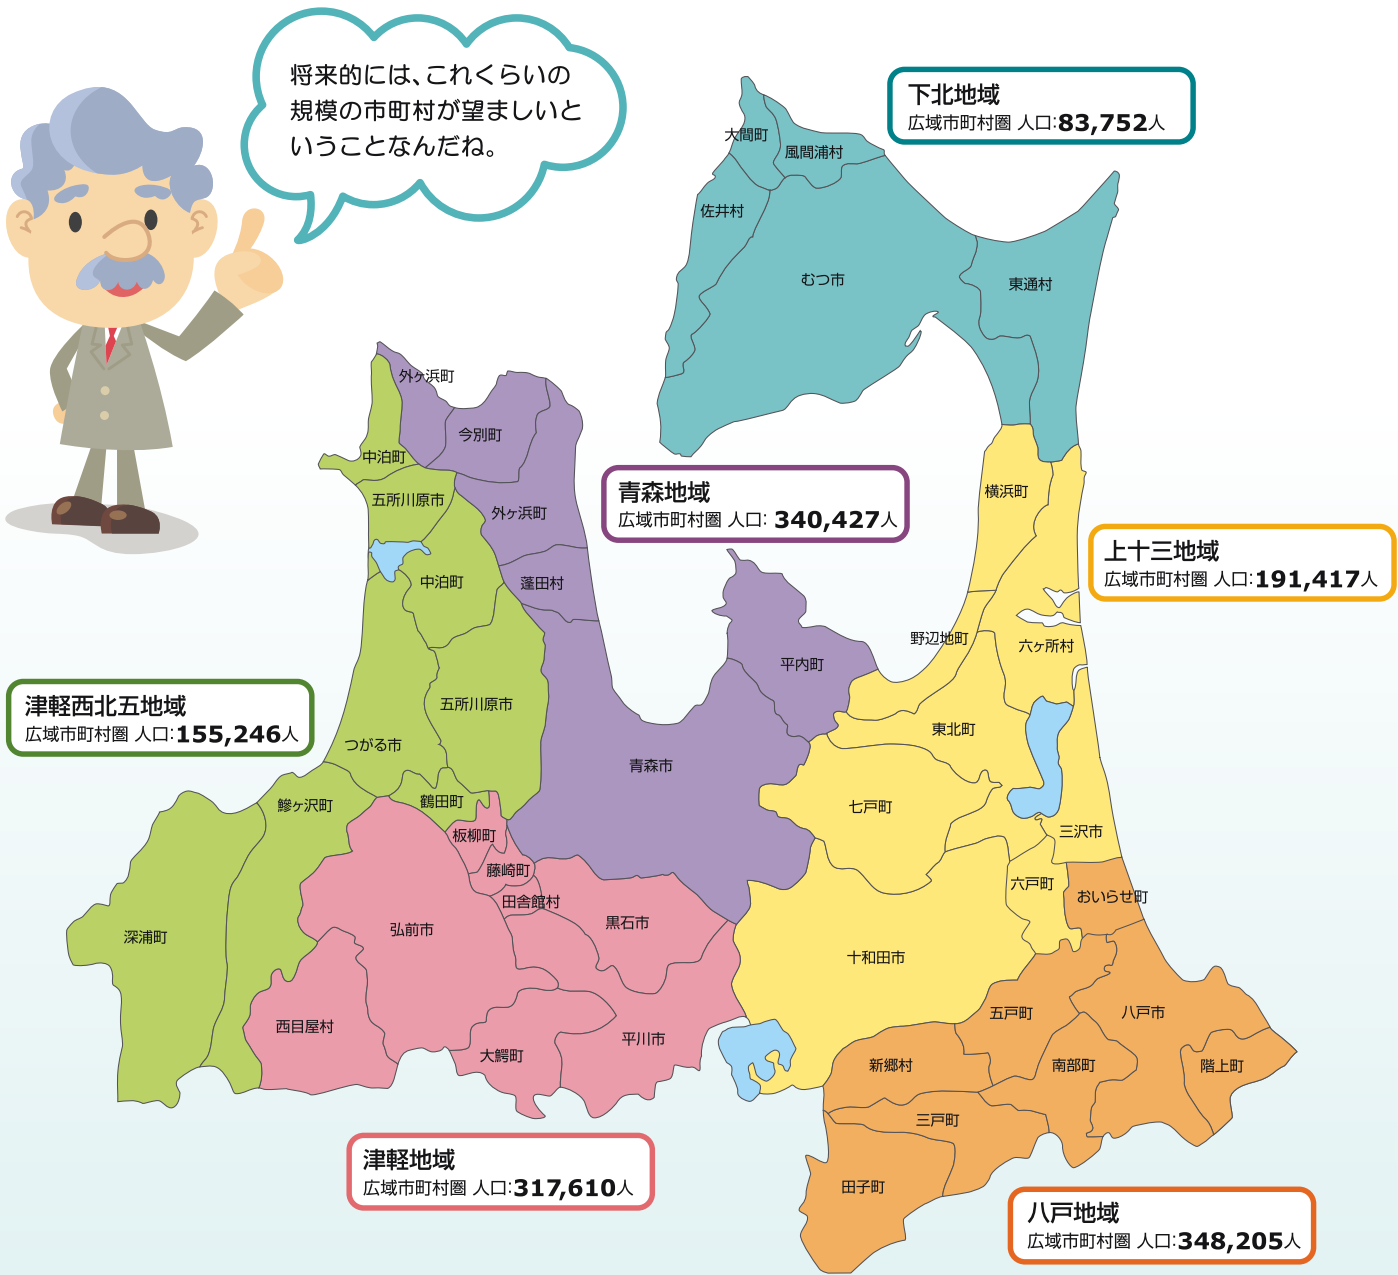 将来的には、これくらいの
規模の市町村が望ましいと
いうことなんだね。
下北地域
広域市町村圏 人口:83,752人
大間町
風間浦村
佐井村
むつ市
東通村
外ヶ浜町
今別町
中泊町
五所川原市
外ヶ浜町
青森地域
広域市町村圏 人口: 340,427人
横浜町
上十三地域
広域市町村圏 人口:191,417人
中泊町
蓬田村
野辺地町
六ヶ所村
平内町
津軽西北五地域
広域市町村圏 人口:155,246人
五所川原市
つがる市
青森市
東北町
鰺ヶ沢町
鶴田町
七戸町
板柳町
三沢市
藤崎町
六戸町
おいらせ町
田舎館村
深浦町
弘前市
黒石市
十和田市
西目屋村
五戸町
八戸市
大鰐町
平川市
新郷村
南部町
階上町
三戸町
津軽地域
広域市町村圏 人口:317,610人
田子町
八戸地域
広域市町村圏 人口:348,205人